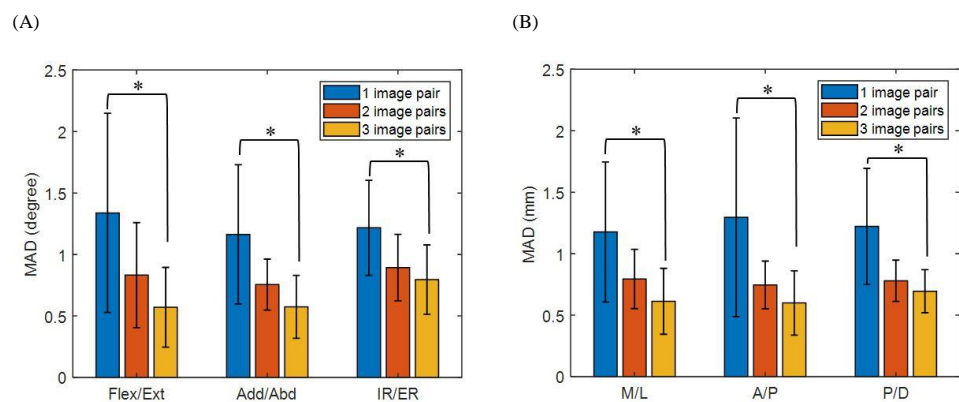 (A)
(B)
2.5
2
1.5
1
0.5
0
MAD (degree)
*
*
*
1 image pair
2 image pairs
3 image pairs
Flex/Ext
Add/Abd
IR/ER
2.5
2
1.5
1
0.5
0
MAD (mm)
*
*
*
1 image pair
2 image pairs
3 image pairs
M/L
A/P
P/D